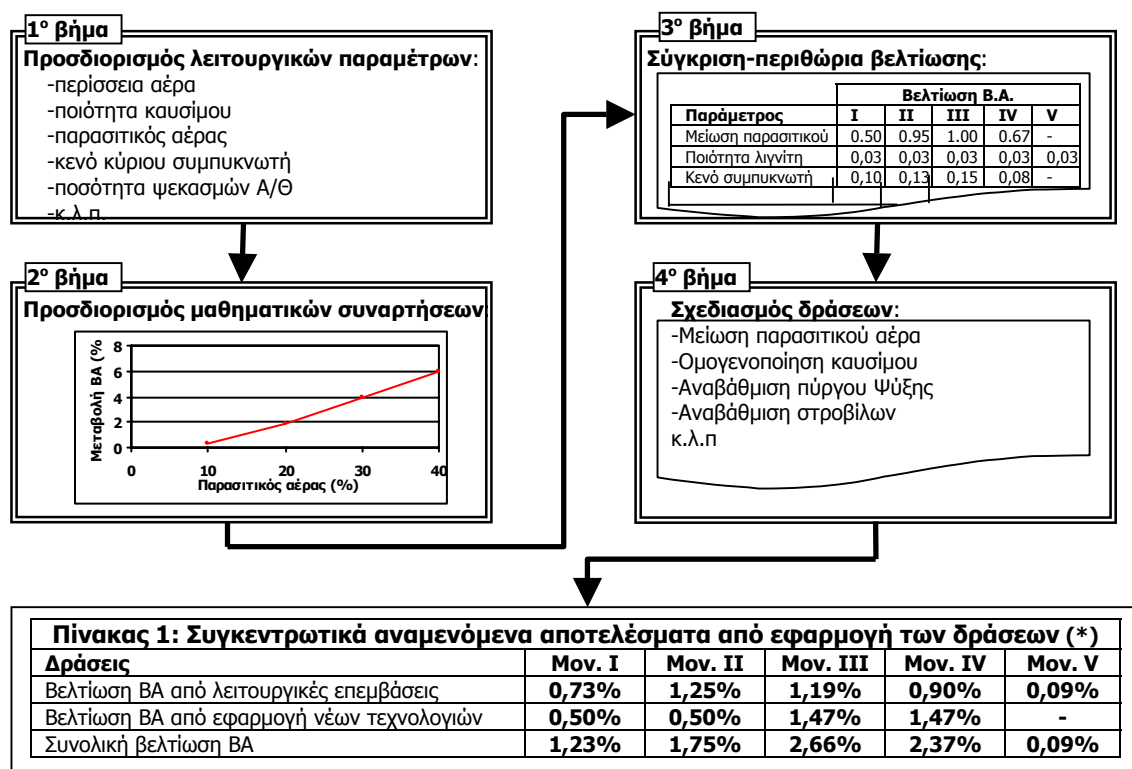 1º βήμα
Προσδιορισμός λειτουργικών παραμέτρων:
-περίσσεια αέρα
-ποιότητα καυσίμου
-παρασιτικός αέρας
-κενό κύριου συμπυκνωτή
-ποσότητα ψεκασμών Α/Θ
-κ.λ.π.
2º βήμα
Προσδιορισμός μαθηματικών συναρτήσεων:
Μεταβολή ΒΑ (%
8
6
4
2
0
0 10 20 30 40
Παρασιτικός αέρας (%)
3º βήμα
Σύγκριση-περιθώρια βελτίωσης:
Βελτίωση Β.Α.
Παράμετρος I II III IV V
Μείωση παρασιτικού 0.50 0.95 1.00 0.67 -
Ποιότητα λιγνίτη 0,03 0,03 0,03 0,03 0,03
Κενό συμπυκνωτή 0,10 0,13 0,15 0,08 -
4º βήμα
Σχεδιασμός δράσεων:
-Μείωση παρασιτικού αέρα
-Ομογενοποίηση καυσίμου
-Αναβάθμιση πύργου Ψύξης
-Αναβάθμιση στροβίλων
κ.λ.π
Πίνακας 1: Συγκεντρωτικά αναμενόμενα αποτελέσματα από εφαρμογή των δράσεων (*)
Δράσεις Μον. I Μον. II Μον. III Μον. IV Μον. V
Βελτίωση ΒΑ από λειτουργικές επεμβάσεις 0,73% 1,25% 1,19% 0,90% 0,09%
Βελτίωση ΒΑ από εφαρμογή νέων τεχνολογιών 0,50% 0,50% 1,47% 1,47% -
Συνολική βελτίωση ΒΑ 1,23% 1,75% 2,66% 2,37% 0,09%